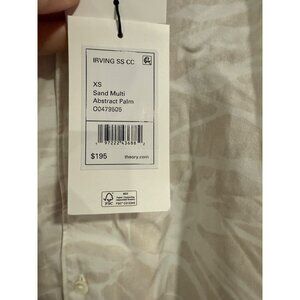 IRVING SS CC
XS
Sand Multi
Abstract Palm
O0479505
$195
theory.com
FSC